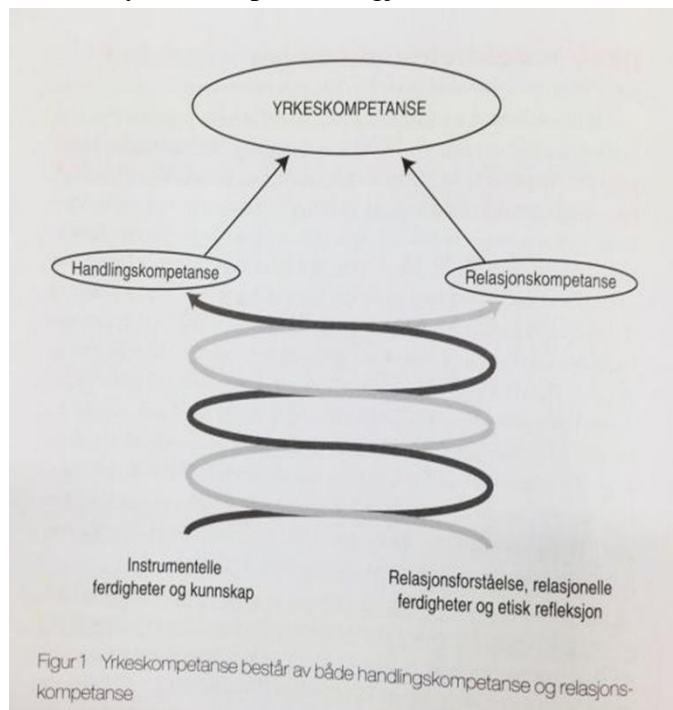 YRKESKOMPETANSE
Handlingskompetanse
Relasjonskompetanse
Instrumentelle
ferdigheter og kunnskap
Relasjonsforståelse, relasjonelle
ferdigheter og etisk refleksjon
Figur 1 Yrkeskompetanse består av både handlingskompetanse og relasjons-
kompetanse